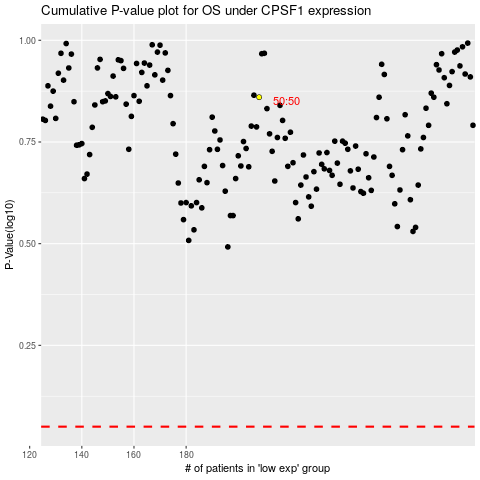 Cumulative P-value plot for OS under CPSF1 expression
1.00
0.75
0.50
0.25
P-Value(log10)
50:50
120 140 160 180
# of patients in 'low exp' group